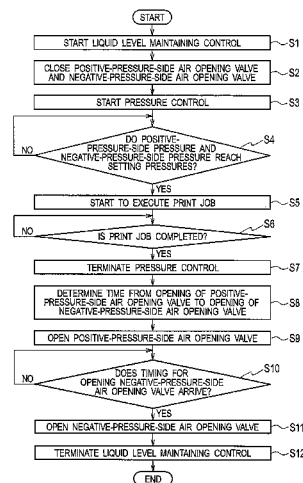 START
START LIQUID LEVEL MAINTAINING CONTROL
S1
CLOSE POSITIVE-PRESSURE-SIDE AIR OPENING VALVE
AND NEGATIVE-PRESSURE-SIDE AIR OPENING VALVE
S2
START PRESSURE CONTROL
S3
S4
DO POSITIVE-
PRESSURE-SIDE PRESSURE AND
NEGATIVE-PRESSURE-SIDE PRESSURE REACH
SETTING PRESSURES?
NO
YES
START TO EXECUTE PRINT JOB
S5
S6
IS PRINT JOB COMPLETED?
NO
YES
TERMINATE PRESSURE CONTROL
S7
DETERMINE TIME FROM OPENING OF POSITIVE-
PRESSURE-SIDE AIR OPENING VALVE TO OPENING OF
NEGATIVE-PRESSURE-SIDE AIR OPENING VALVE
S8
OPEN POSITIVE-PRESSURE-SIDE AIR OPENING VALVE
S9
S10
DOES TIMING FOR
OPENING NEGATIVE-PRESSURE-SIDE
AIR OPENING VALVE ARRIVE?
NO
YES
OPEN NEGATIVE-PRESSURE-SIDE AIR OPENING VALVE
S11
TERMINATE LIQUID LEVEL MAINTAINING CONTROL
S12
END